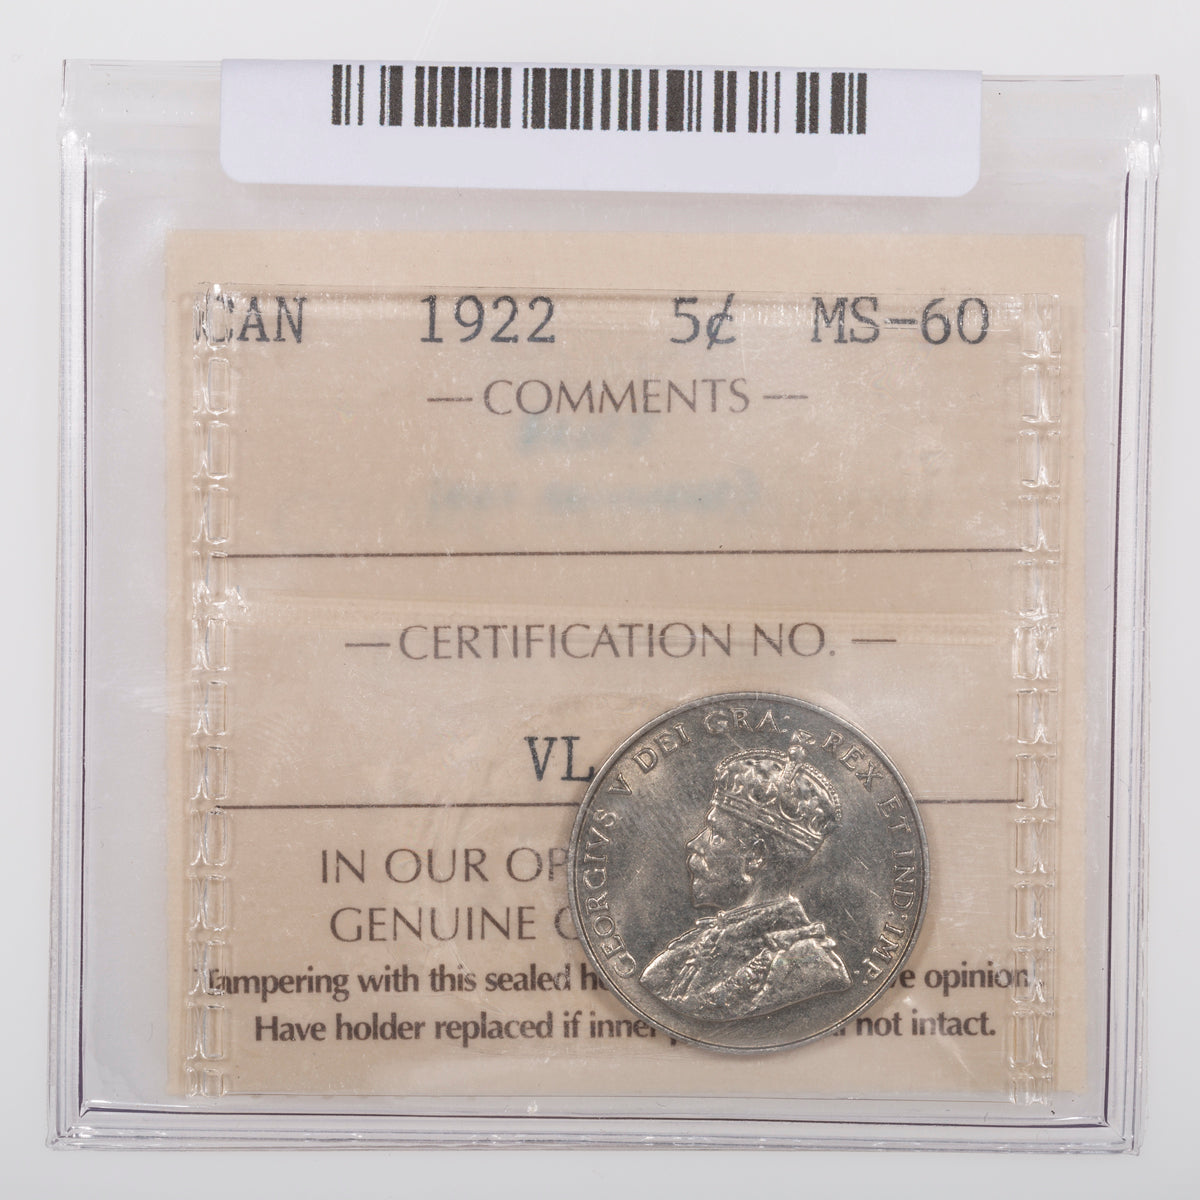 CAN 1922 5¢ MS-60
— COMMENTS —
— CERTIFICATION NO. —
VL
IN OUR OP
GENUINE
Tampering with this sealed opinion
Have holder replaced if inner not intact.
GEORGIVS V DEI GRA: REX ET IND: IMP: